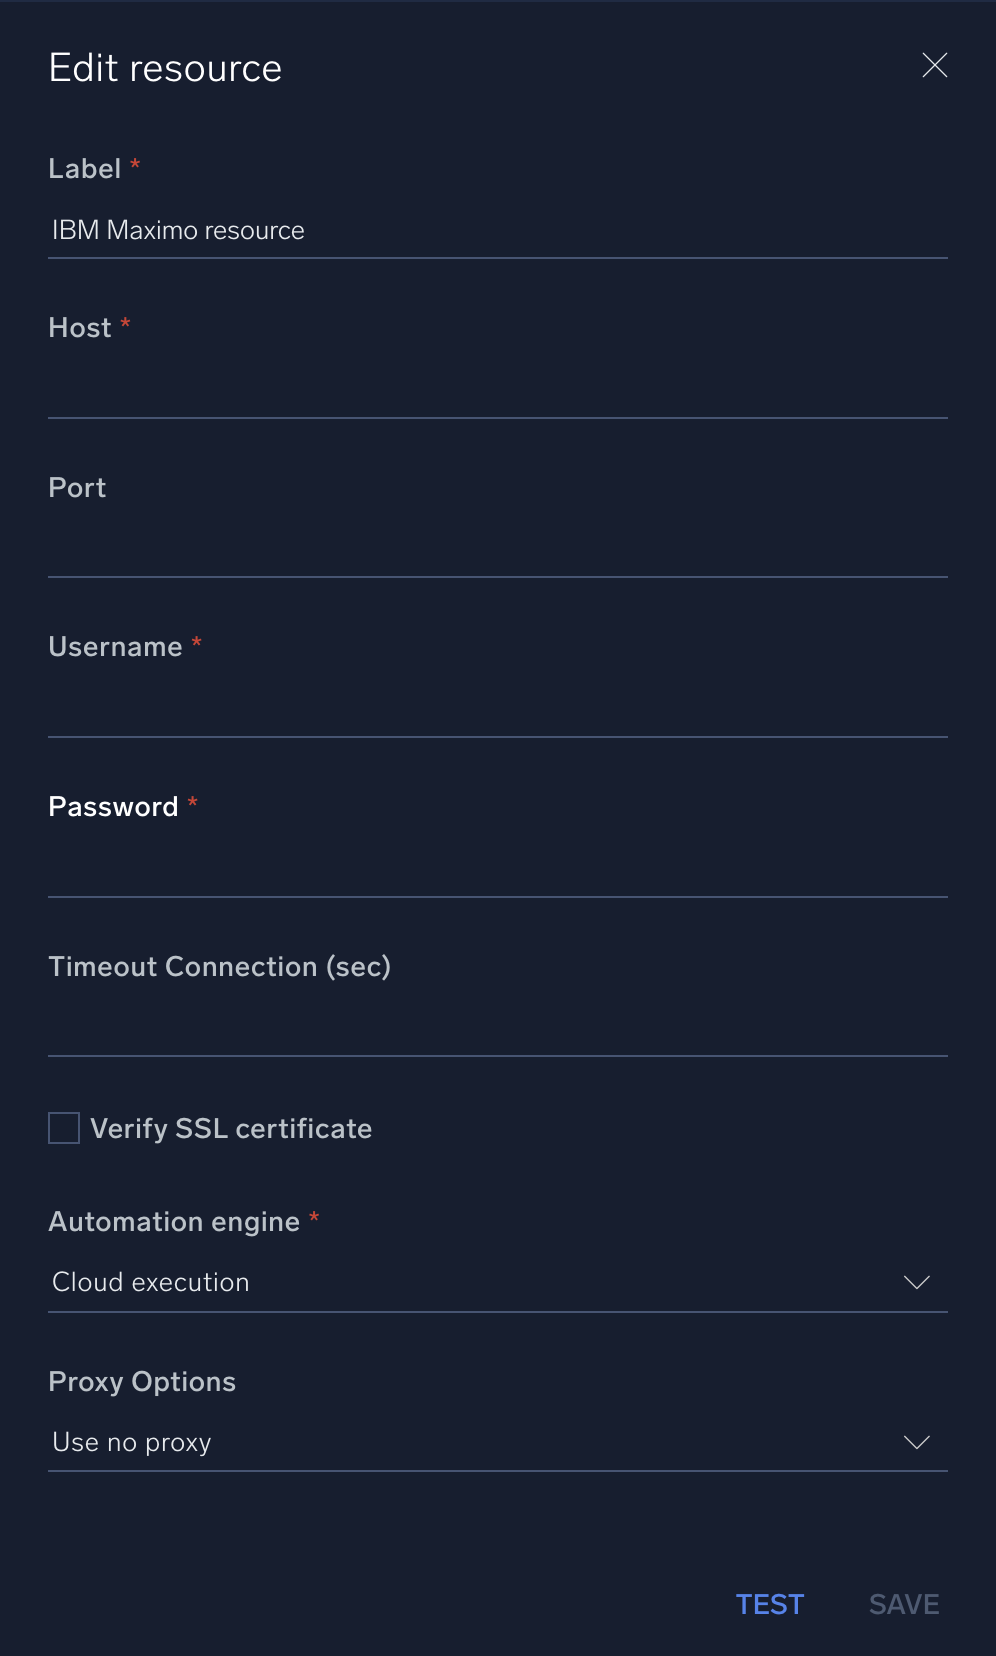 Edit resource
Label *
IBM Maximo resource
Host *
Port
Username *
Password *
Timeout Connection (sec)
Verify SSL certificate
Automation engine *
Cloud execution
Proxy Options
Use no proxy
TEST SAVE